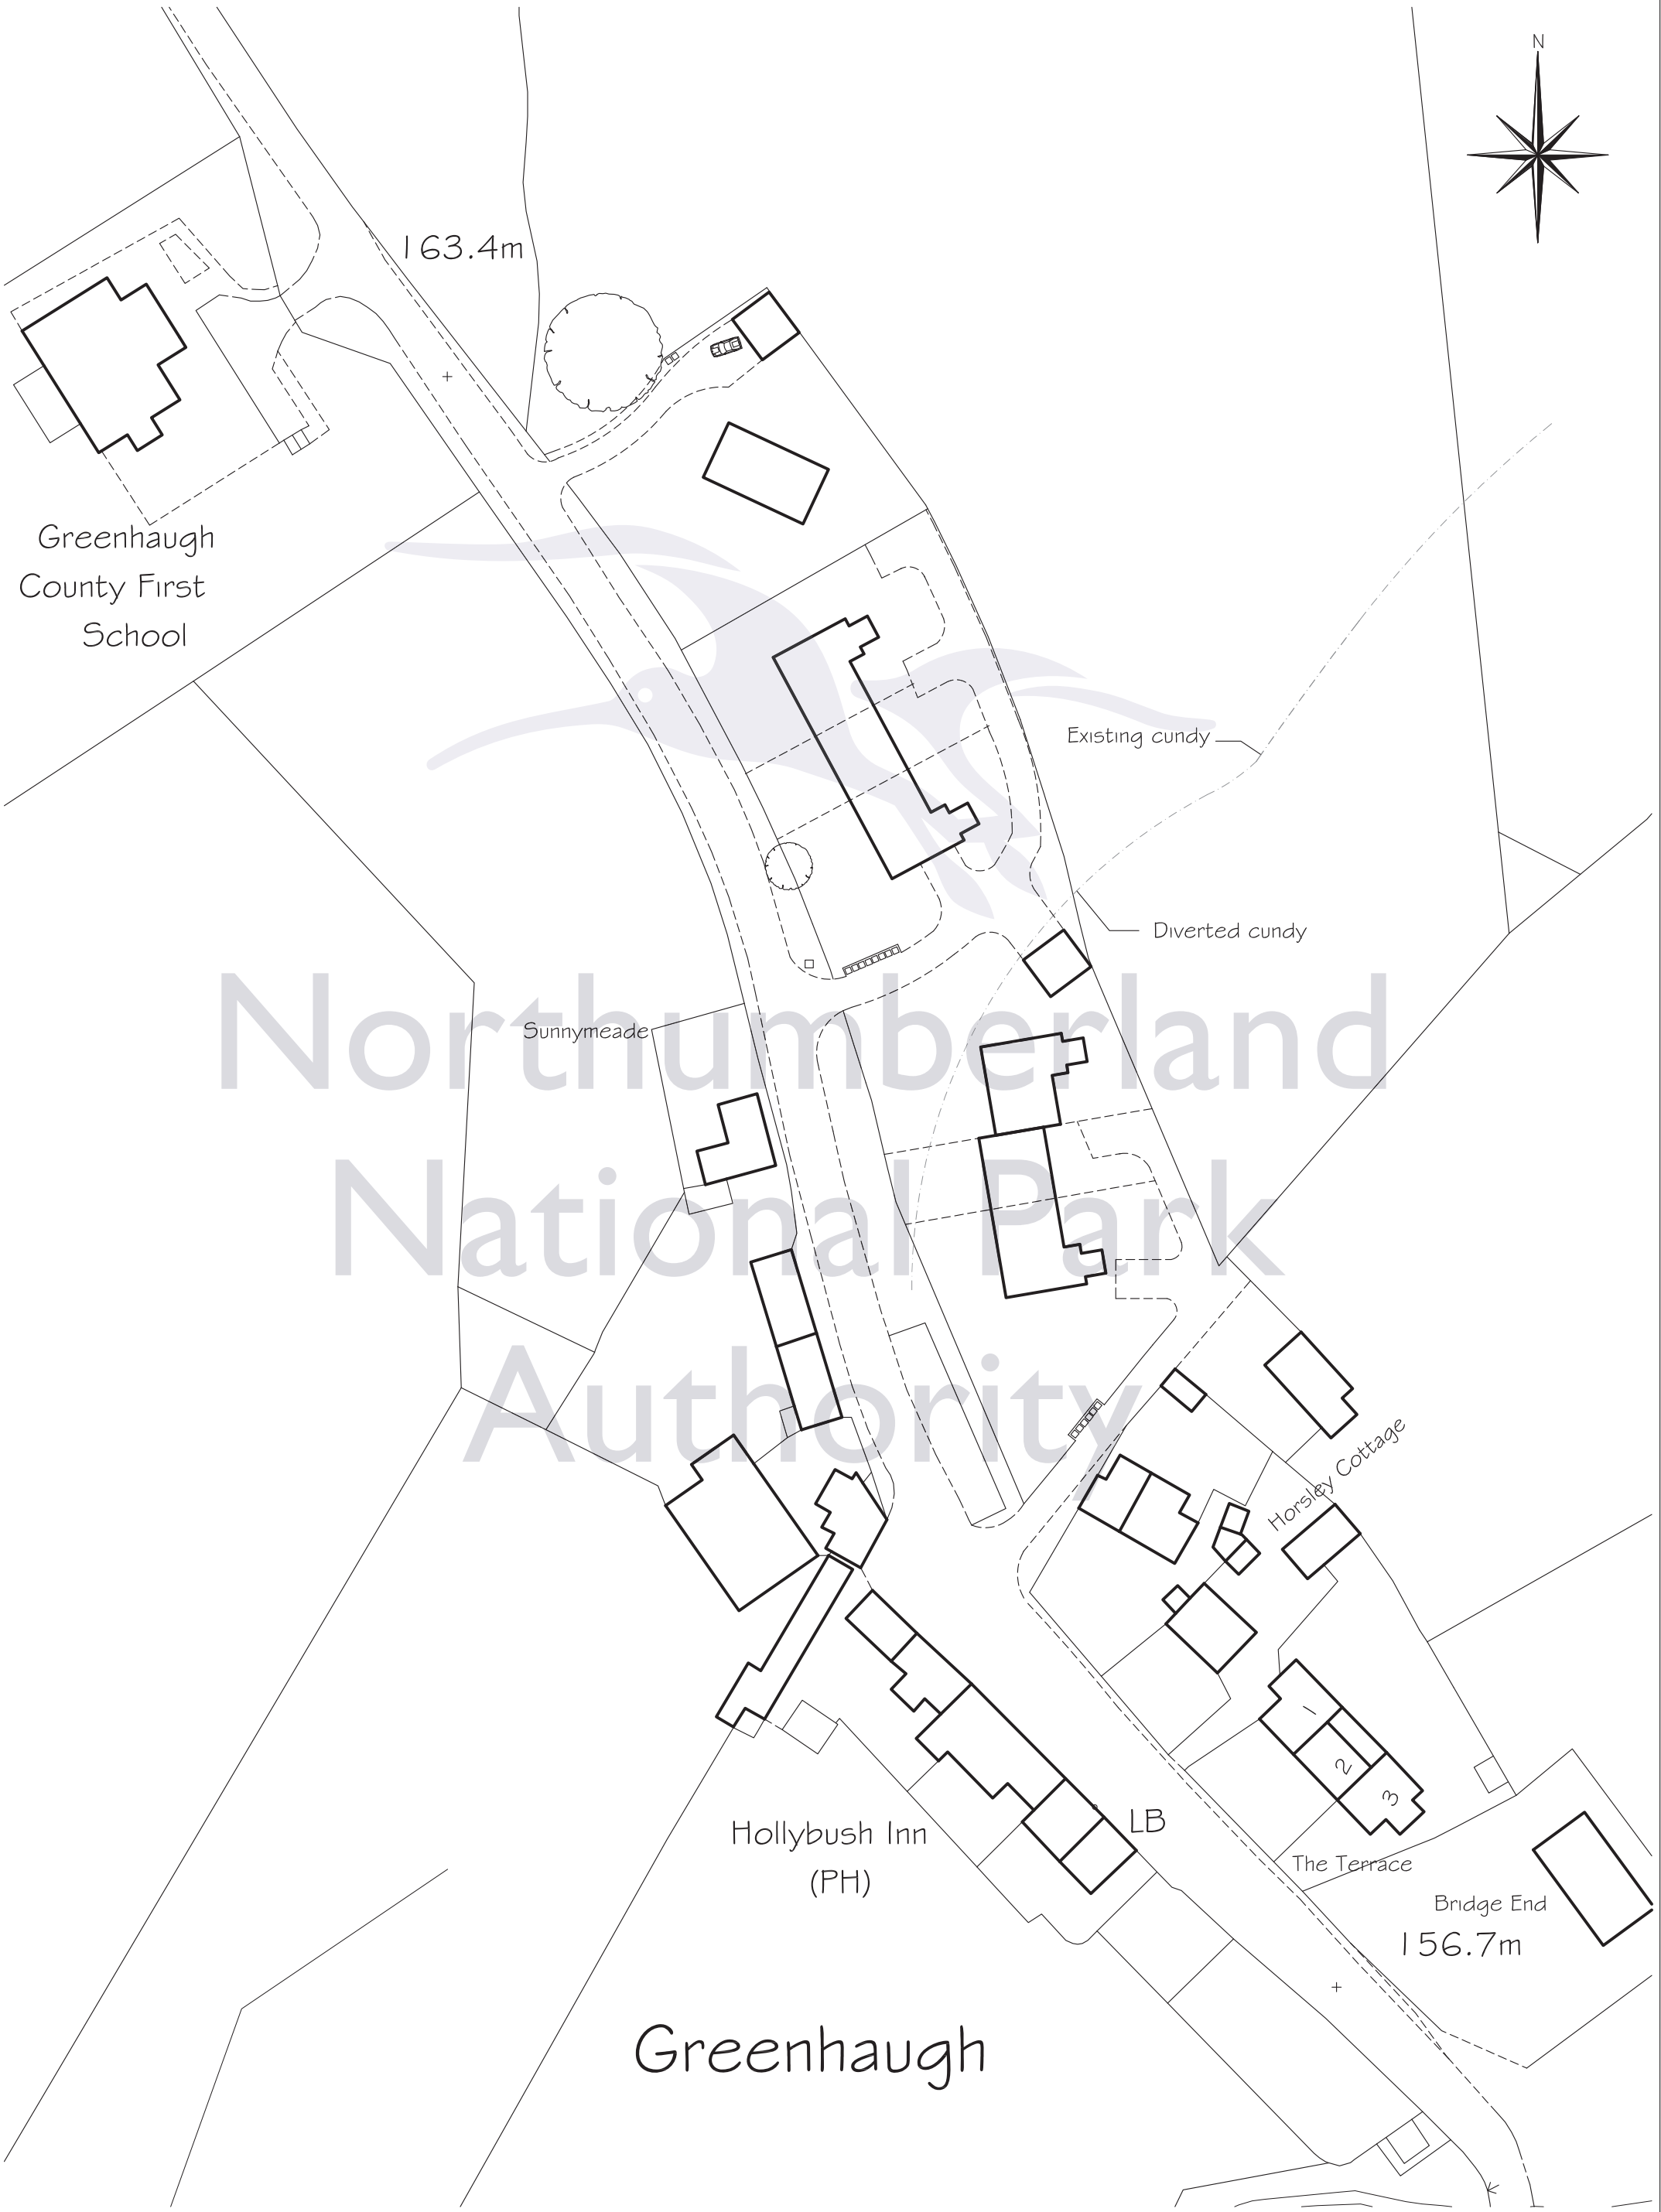 N
163.4m
Greenhaugh
County First
School
Existing cundy
Diverted cundy
Northumberland
Sunnymeade
National Park
Authority
Horsley Cottage
1
2
3
LB
Hollybush Inn
(PH)
The Terrace
Bridge End
156.7m
Greenhaugh